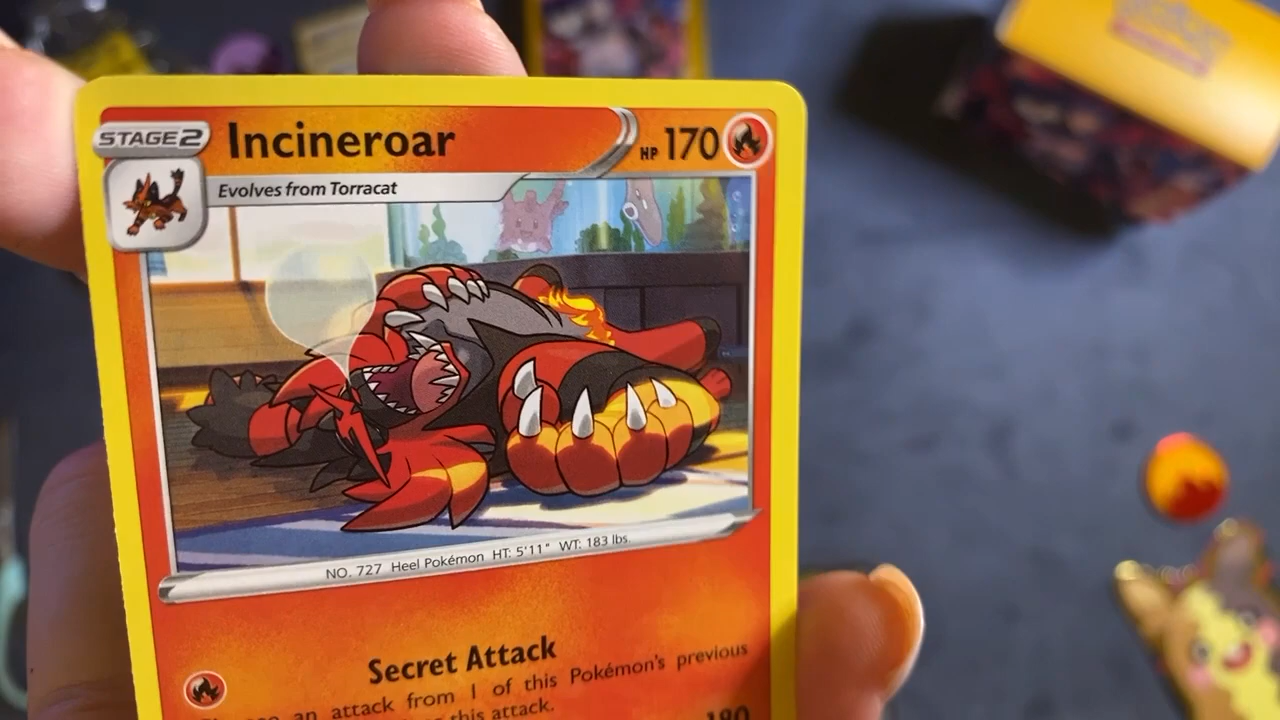 STAGE2
Incineroar
HP 170
Evolves from Torracat
NO. 727 Heel Pokémon HT: 5'11" WT: 183 lbs.
Secret Attack
an attack from 1 of this Pokémon's previous
this attack.
180